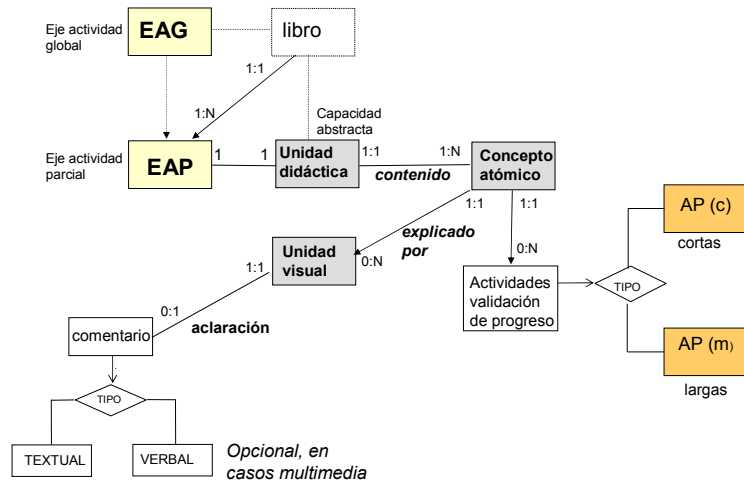 Eje actividad
global
EAG
libro
1:1
1:N
Capacidad
abstracta
Eje actividad
parcial
EAP
1
1
Unidad
didáctica
1:1
1:N
contenido
Concepto
atómico
1:1
1:1
explicado
por
0:N
0:N
Unidad
visual
1:1
0:1
aclaración
comentario
TIPO
TEXTUAL
VERBAL
Opcional, en
casos multimedia
Actividades
validación
de progreso
TIPO
AP (c)
cortas
AP (m)
largas